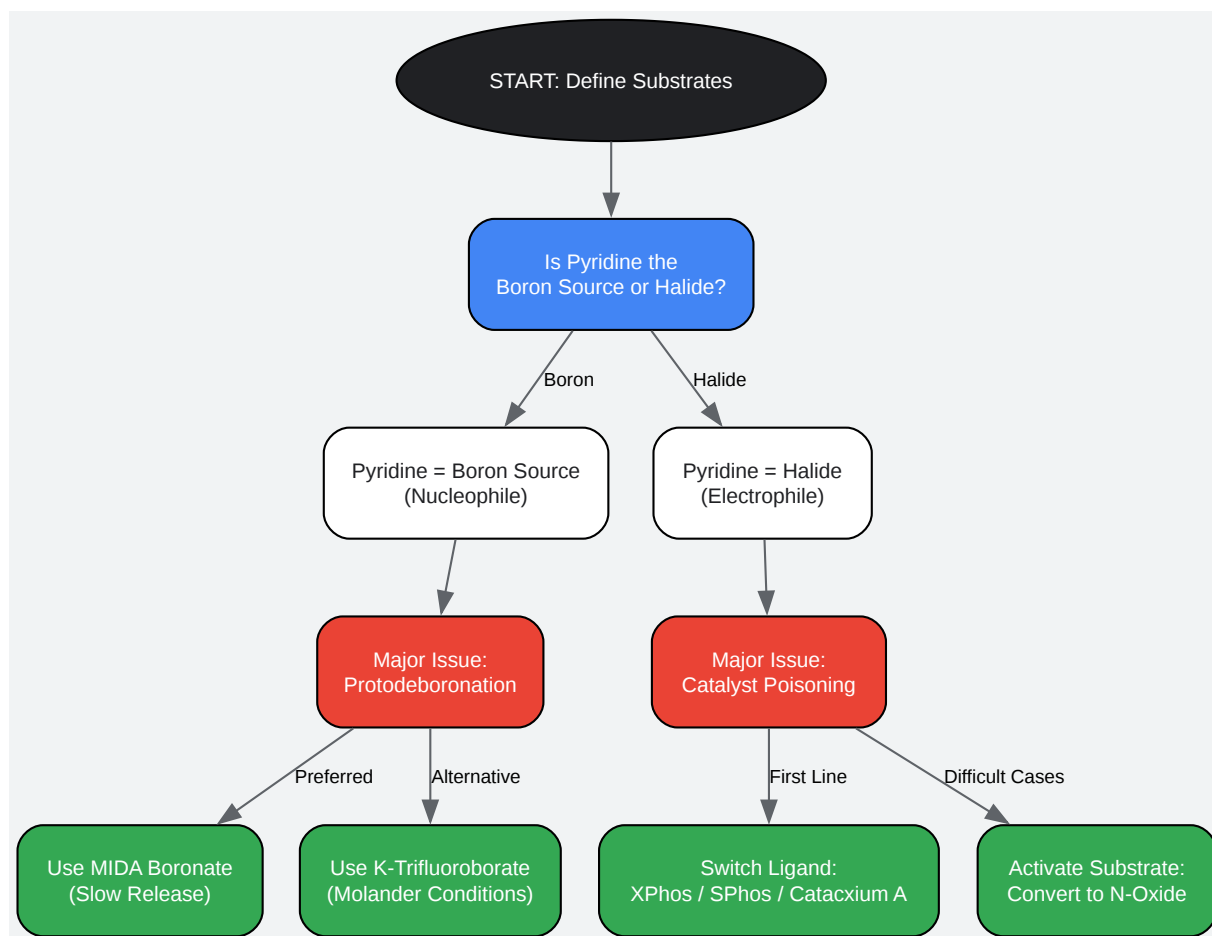 START: Define Substrates
Is Pyridine the
Boron Source or Halide?
Boron
Halide
Pyridine = Boron Source
(Nucleophile)
Pyridine = Halide
(Electrophile)
Major Issue:
Protodeboronation
Major Issue:
Catalyst Poisoning
Preferred
Alternative
First Line
Difficult Cases
Use MIDA Boronate
(Slow Release)
Use K-Trifluoroborate
(Molander Conditions)
Switch Ligand:
XPhos / SPhos / Catacxium A
Activate Substrate:
Convert to N-Oxide